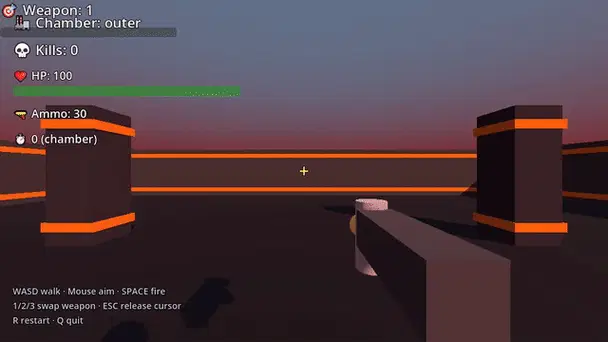 Weapon: 1
Chamber: outer
Kills: 0
HP: 100
Ammo: 30
0 (chamber)
WASD walk · Mouse aim · SPACE fire
1/2/3 swap weapon · ESC release cursor
R restart · Q quit